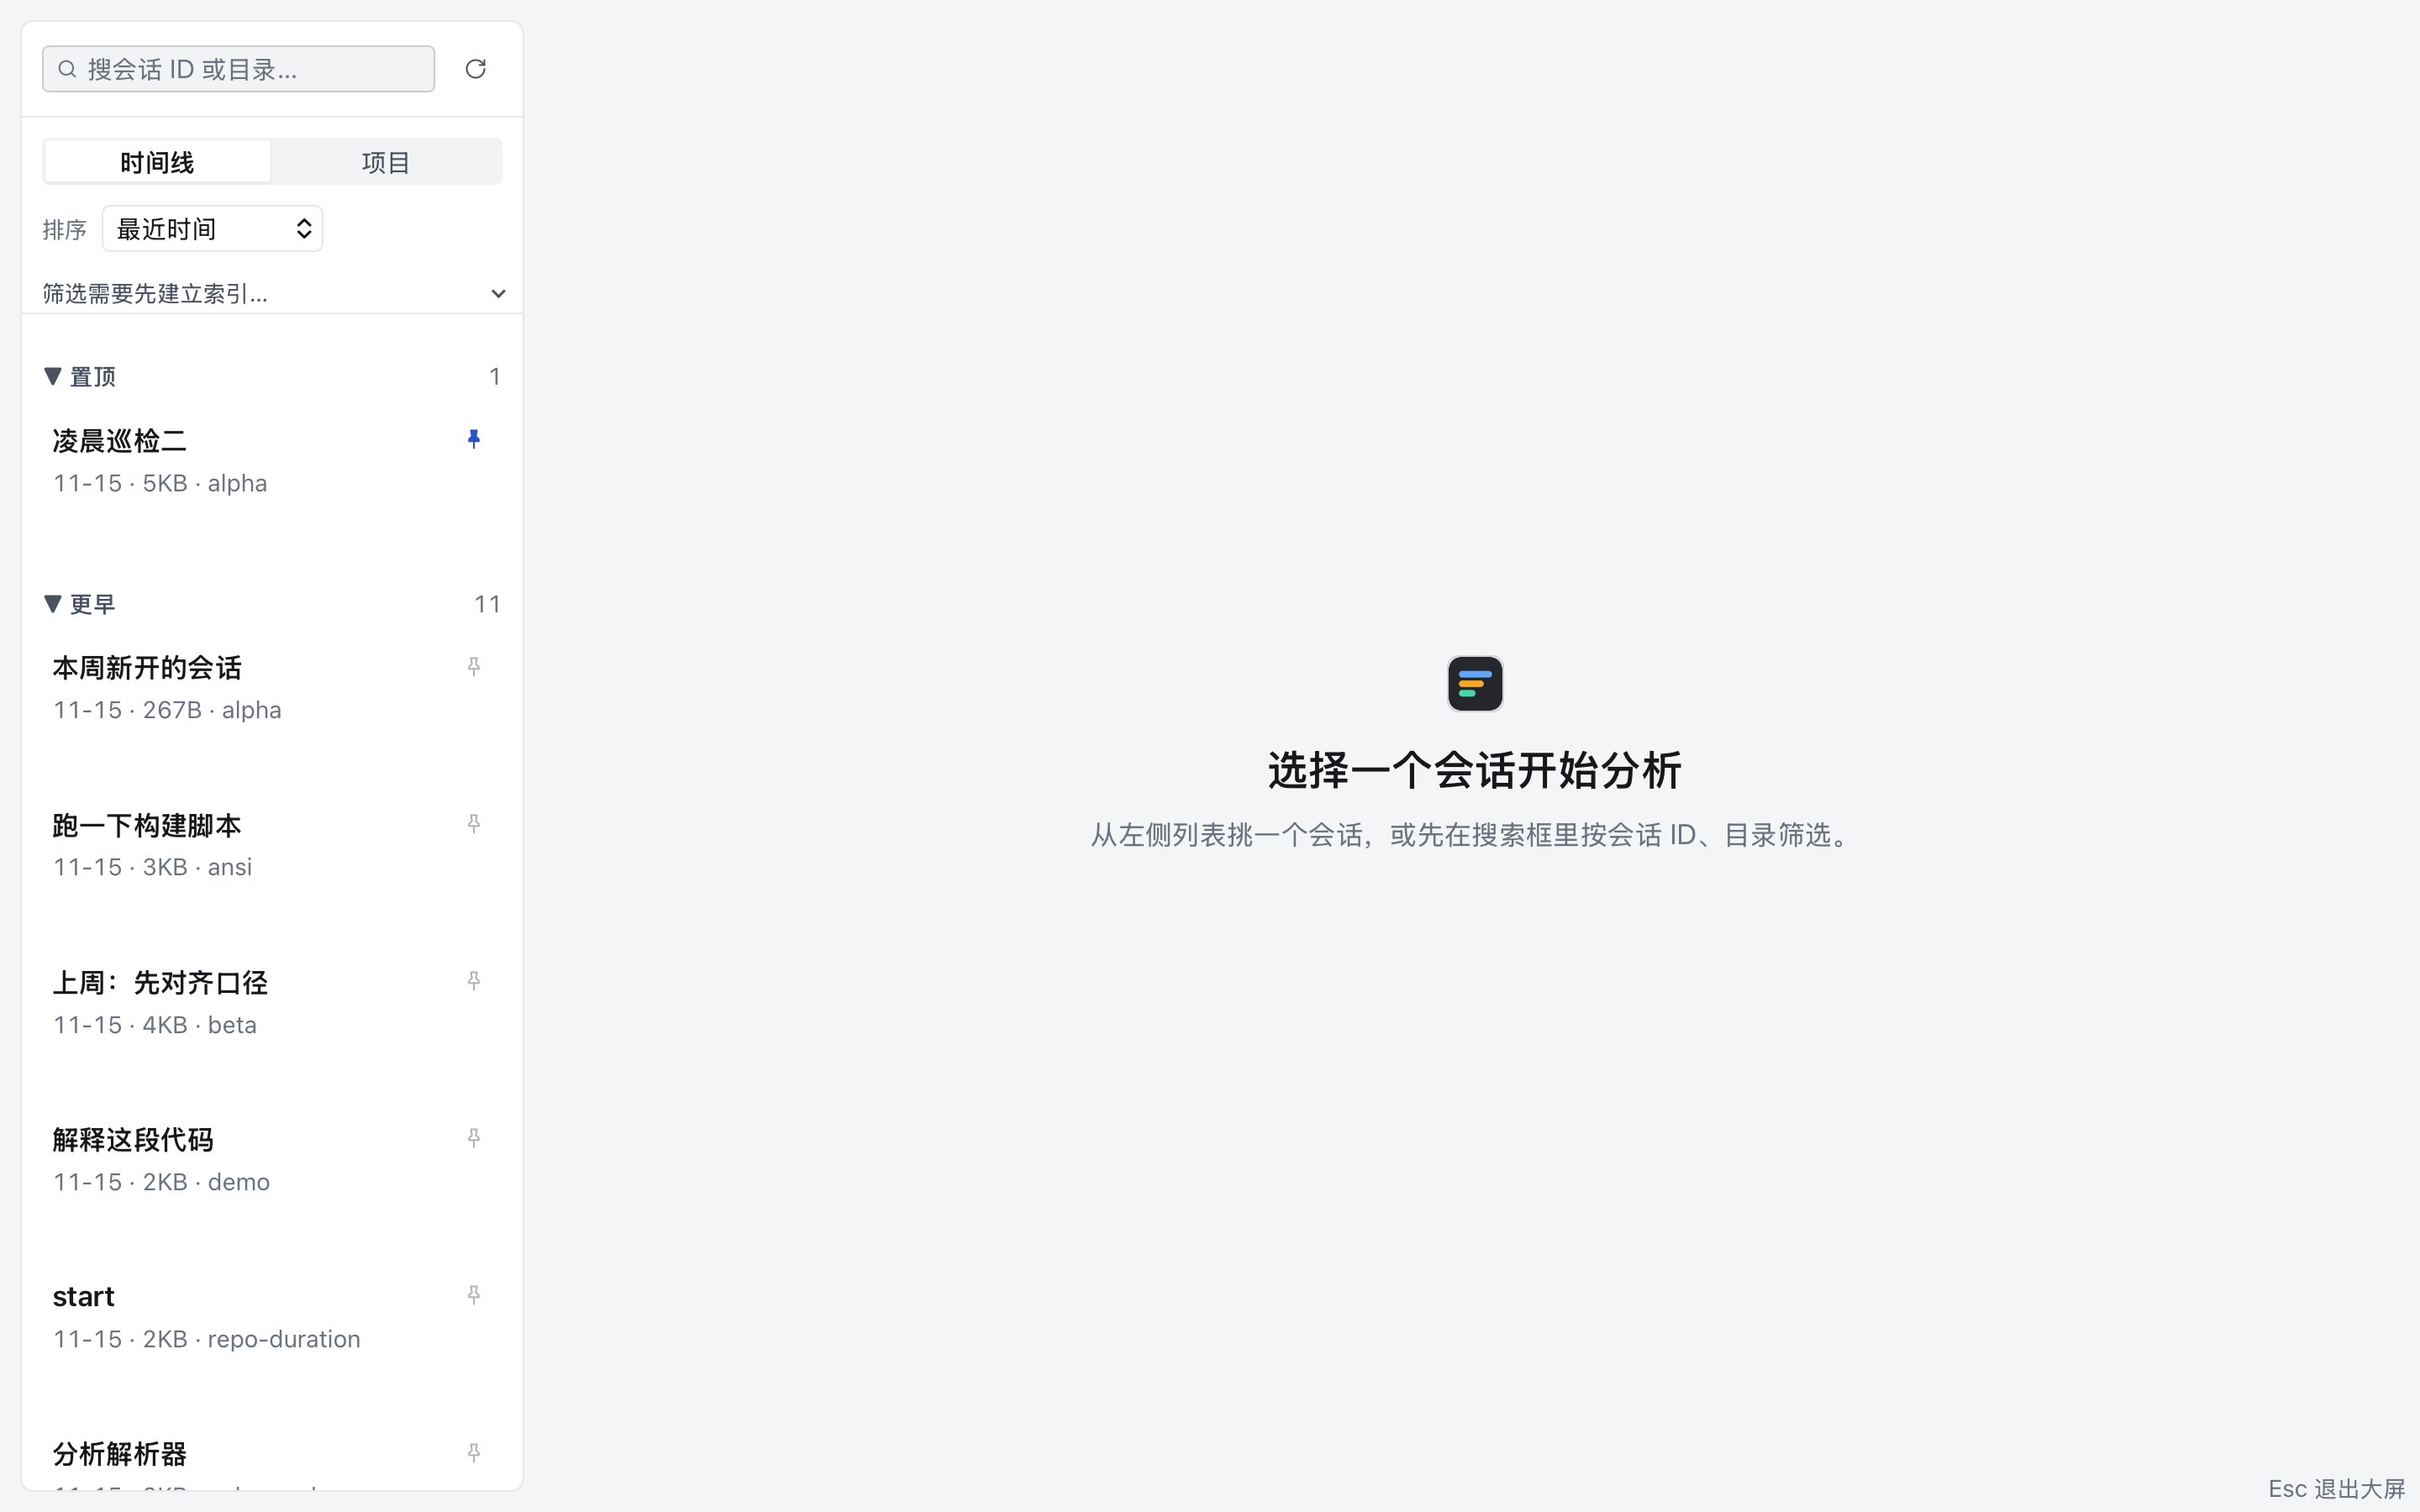 搜会话 ID 或目录...
时间线 项目
排序 最近时间
筛选需要先建立索引...
置顶 1
凌晨巡检二
11-15 · 5KB · alpha
更早 11
本周新开的会话
11-15 · 267B · alpha
跑一下构建脚本
11-15 · 3KB · ansi
上周：先对齐口径
11-15 · 4KB · beta
解释这段代码
11-15 · 2KB · demo
start
11-15 · 2KB · repo-duration
分析解析器
选择一个会话开始分析
从左侧列表挑一个会话，或先在搜索框里按会话 ID、目录筛选。
Esc 退出大屏